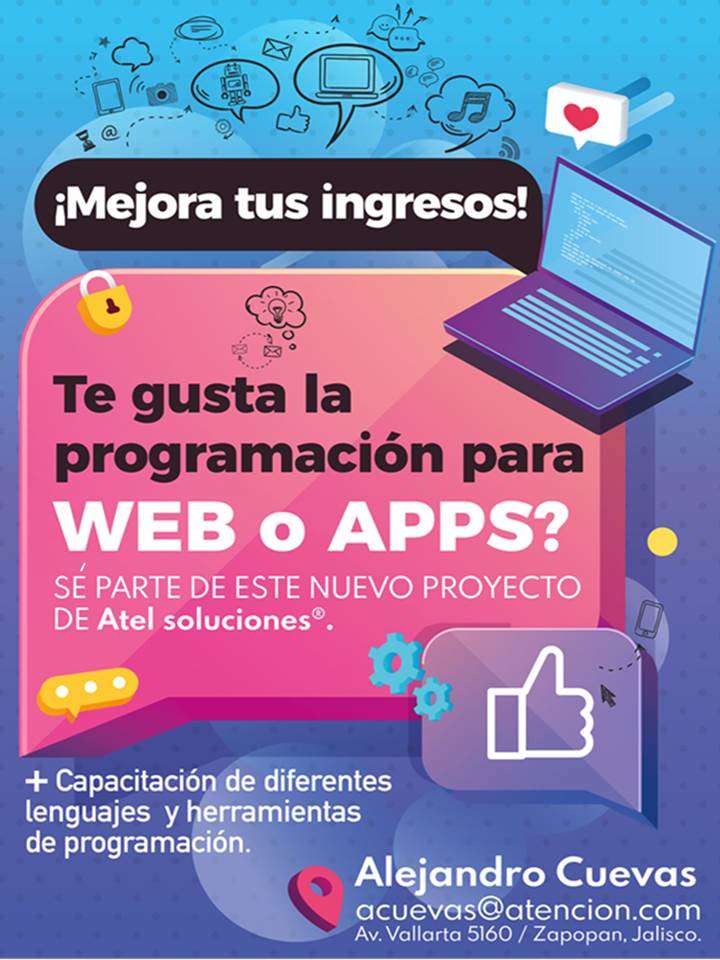 ¡Mejora tus ingresos!
Te gusta la
programación para
WEB o APPS?
SÉ PARTE DE ESTE NUEVO PROYECTO
DE Atel soluciones®.
+ Capacitación de diferentes
lenguajes y herramientas
de programación.
Alejandro Cuevas
acuevas@atencion.com
Av. Vallarta 5160 / Zapopan, Jalisco.